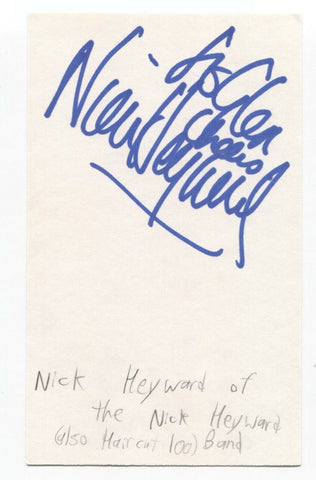 To Glen
cheers
Nick Heyward
Nick Heyward of
the Nick Heyward
(also Haircut 100) Band